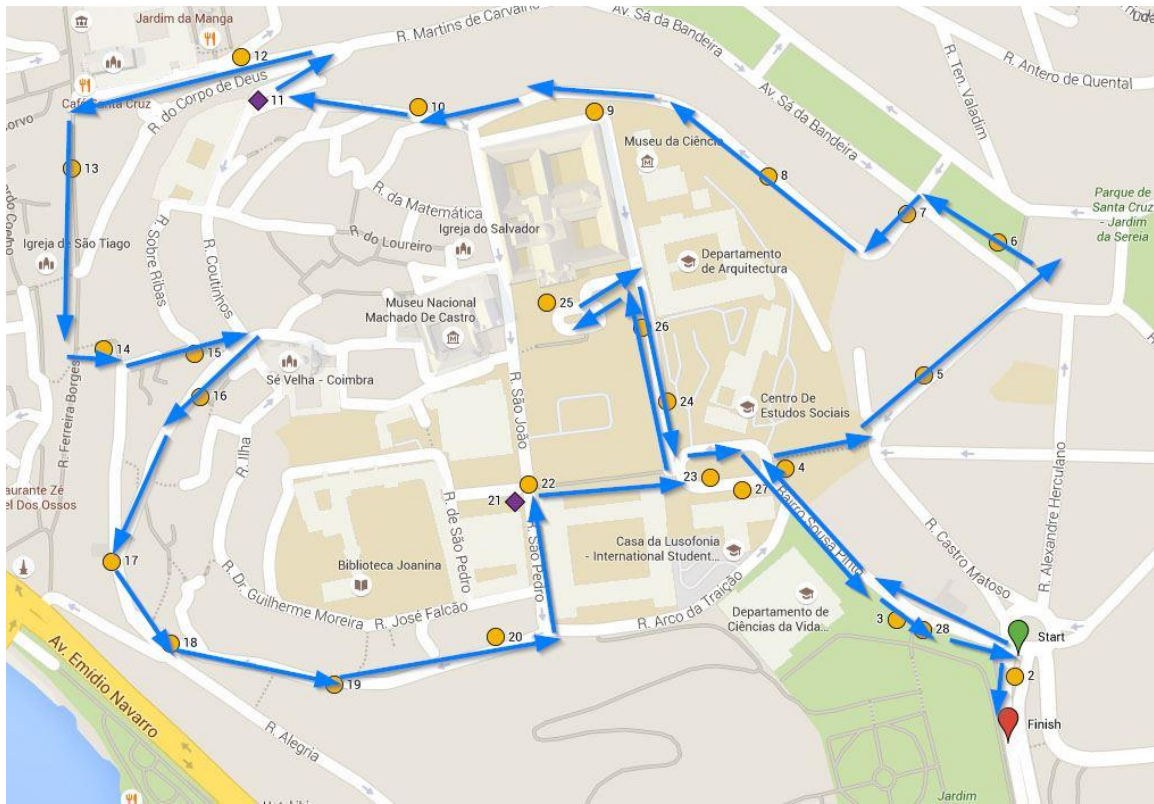 Jardim da Manga
12
R. Martins de Carvalho
Av. Sá da Bandeira
R. Ten. Valadim
R. Antero de Quental
Café Santa Cruz
R. do Corpo de Deus
11
10
9
Av. Sá da Bandeira
Museu da Ciência
8
13
R. da Matemática
7
Parque de
Santa Cruz
- Jardim
da Sereia
Igreja de São Tiago
R. Sobre Ribas
R. Coutinhos
R. do Loureiro
Igreja do Salvador
6
Departamento
de Arquitectura
Museu Nacional
Machado De Castro
25
26
14
15
Sé Velha - Coimbra
R. São João
5
16
24
Centro De
Estudos Sociais
R. Ferreira Borges
R. Ilha
4
23
27
22
21
Bairro Sousa Pinto
R. de São Pedro
R. São Pedro
R. Alexandre Herculano
R. Castro Matoso
Casa da Lusofonia
- International Student...
17
Biblioteca Joanina
R. Dr. Guilherme Moreira
R. José Falcão
R. Arco da Traição
Departamento de
Ciências da Vida...
3
28
Start
18
20
19
2
Av. Emidio Navarro
R. Alegria
Finish
Jardim